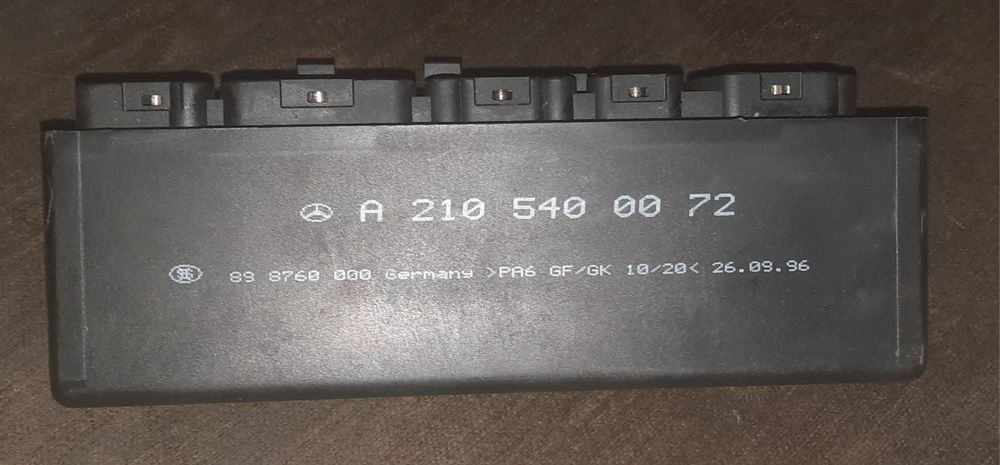 A 210 540 00 72
89 8760 000 Germany >PA6 GF/GK 10/20< 26.09.96